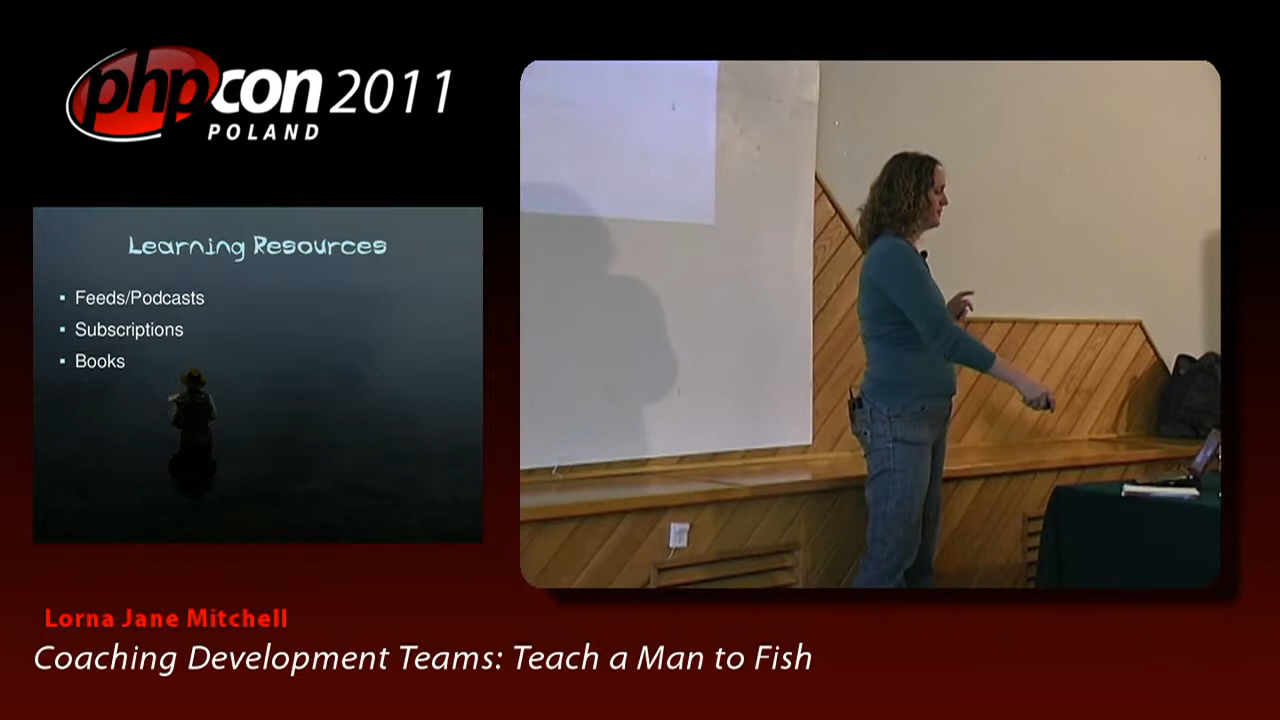 phpcon 2011
POLAND
Learning Resources
▪ Feeds/Podcasts
▪ Subscriptions
▪ Books
Lorna Jane Mitchell
Coaching Development Teams: Teach a Man to Fish